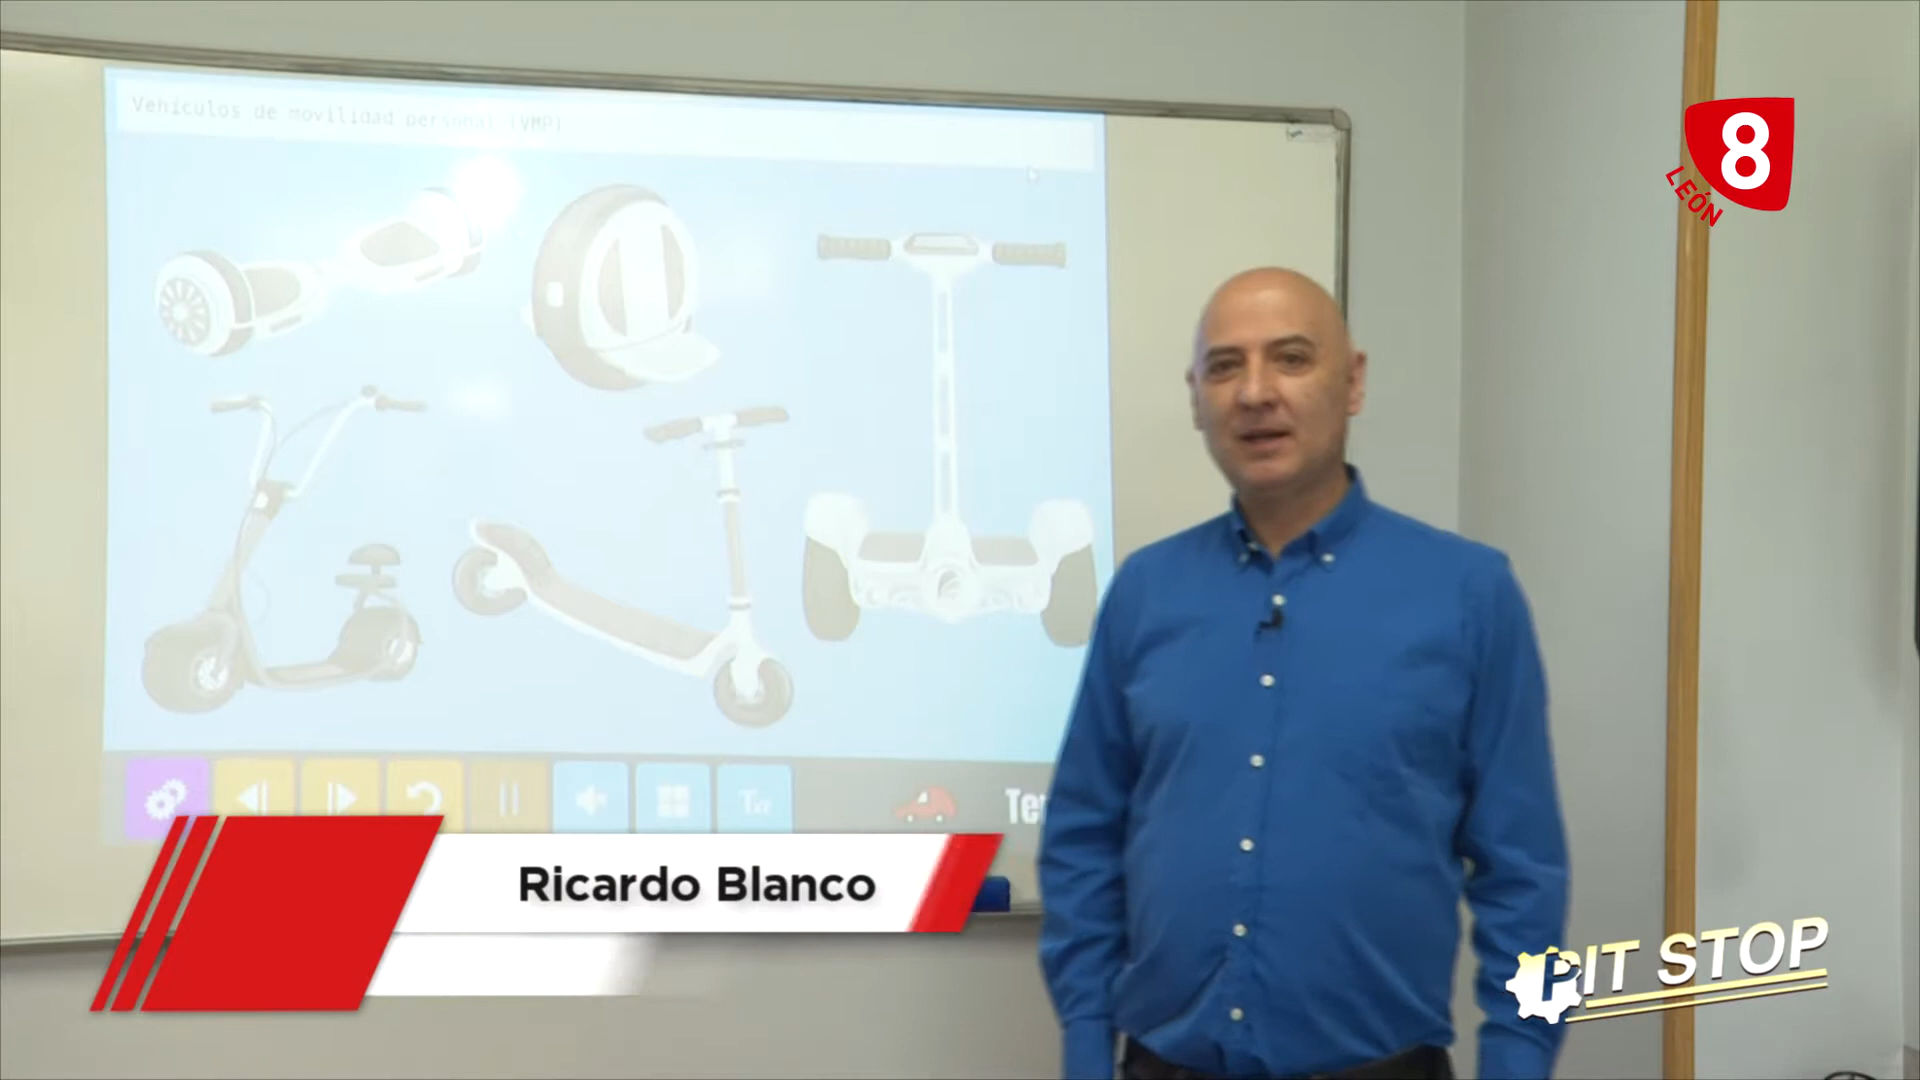 Vehículos de movilidad personal (VMP)
8
LEÓN
Ricardo Blanco
PIT STOP